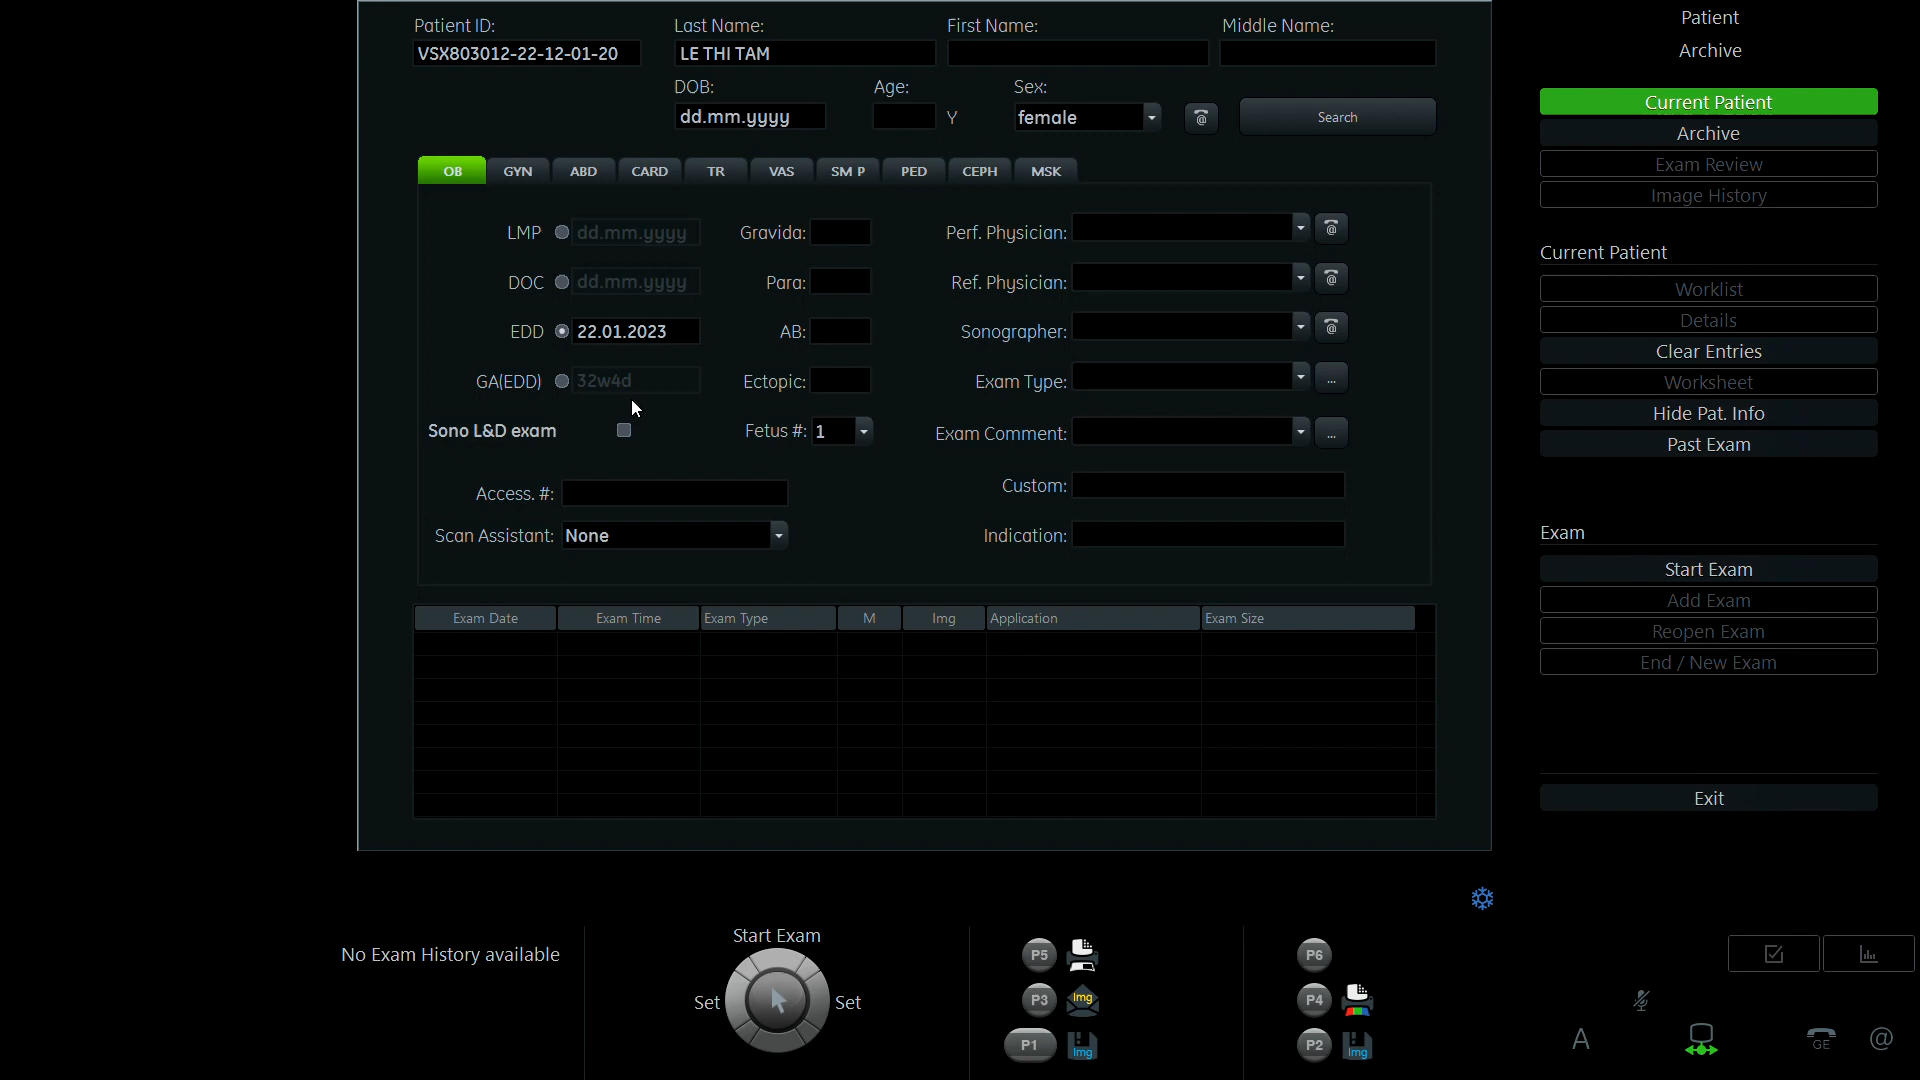 Patient ID: Last Name: First Name: Middle Name:
VSX803012-22-12-01-20 LE THI TAM
DOB: Age: Sex:
dd.mm.yyyy Y female @ Search
OB GYN ABD CARD TR VAS SM P PED CEPH MSK
LMP dd.mm.yyyy Gravida: Perf. Physician: @
DOC dd.mm.yyyy Para: Ref. Physician: @
EDD 22.01.2023 AB: Sonographer: @
GA(EDD) 32w4d Ectopic: Exam Type: ...
Sono L&D exam Fetus #: 1 Exam Comment: ...
Access. #: Custom:
Scan Assistant: None Indication:
Exam Date Exam Time Exam Type M Img Application Exam Size
Patient
Archive
Current Patient
Archive
Exam Review
Image History
Current Patient
Worklist
Details
Clear Entries
Worksheet
Hide Pat. Info
Past Exam
Exam
Start Exam
Add Exam
Reopen Exam
End / New Exam
Exit
No Exam History available
Start Exam
Set Set
P5 P6
P3 Img P4
P1 Img P2 Img
A GE @